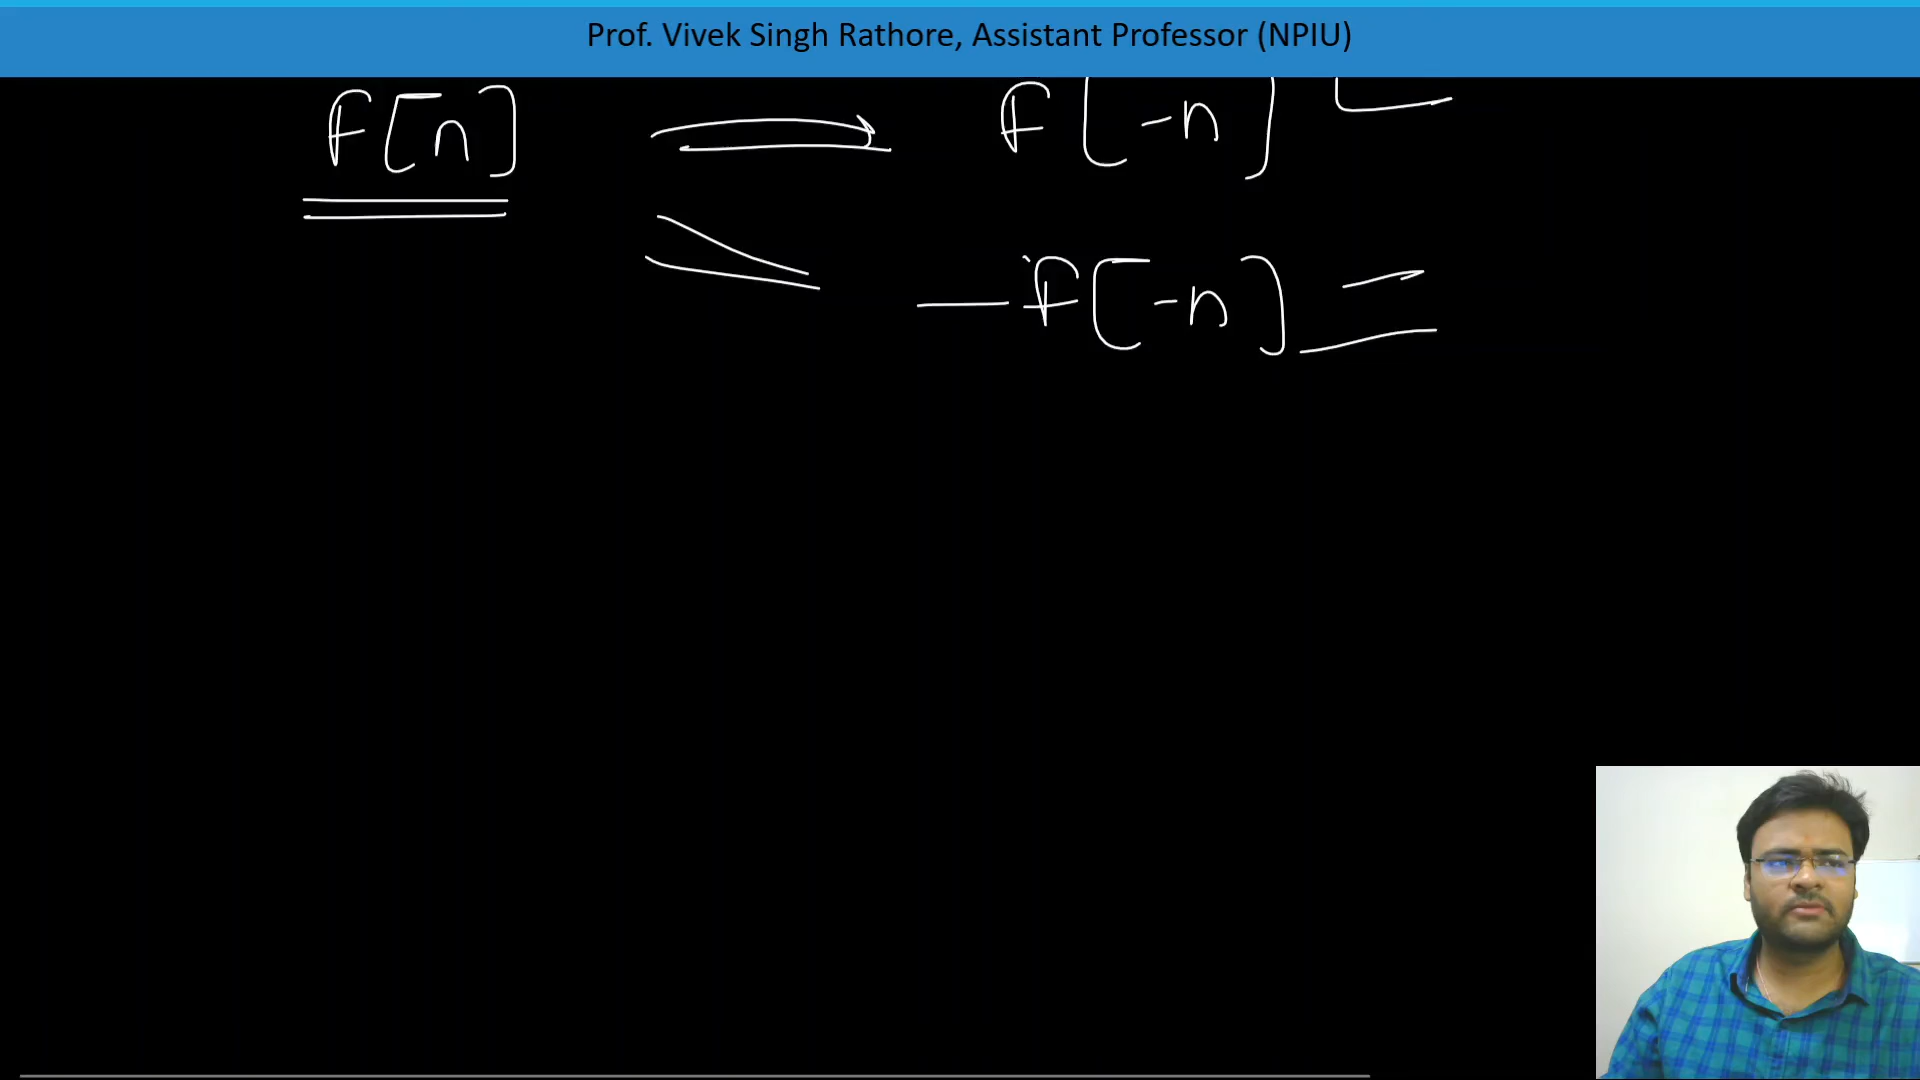 Prof. Vivek Singh Rathore, Assistant Professor (NPIU)
f[n] ⟹ f[-n]
-f[-n]